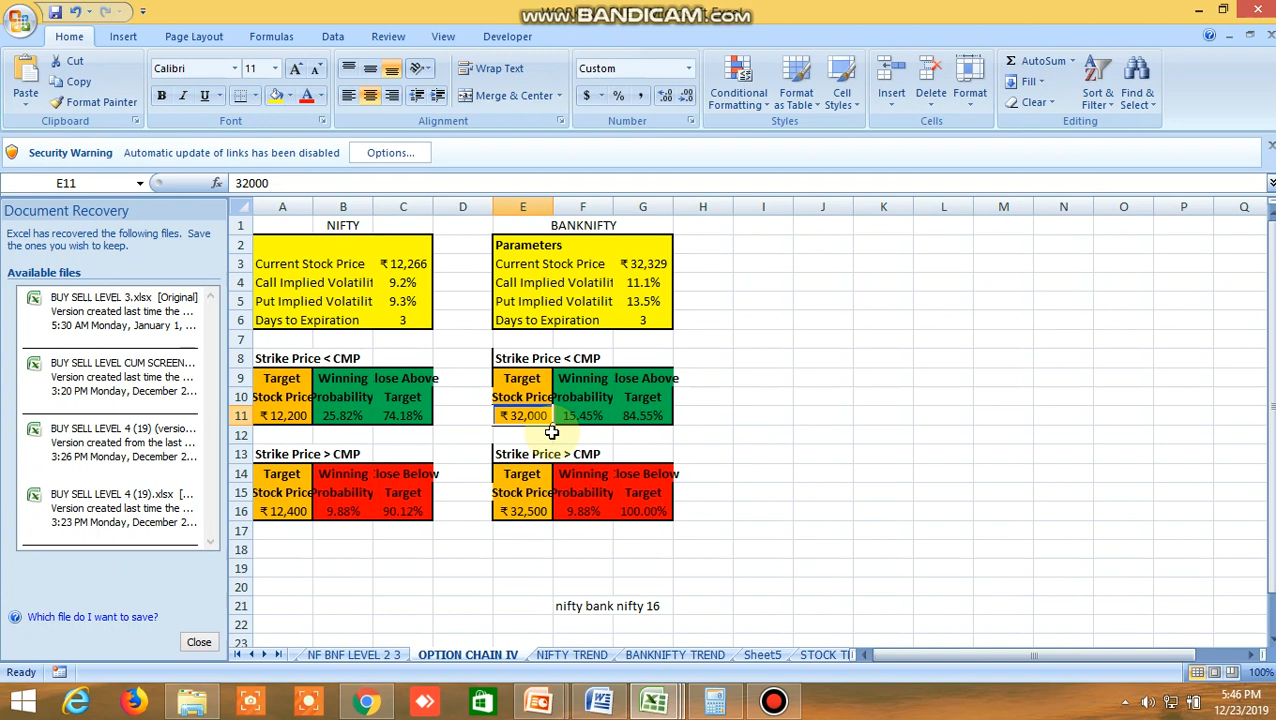 www.BANDICAM.com
Home Insert Page Layout Formulas Data Review View Developer
Paste Cut Copy Format Painter
Calibri 11
B I U A
Wrap Text
Merge & Center
Custom
$ % ,
Conditional Formatting Format as Table Cell Styles
Insert Delete Format
Σ AutoSum Fill Clear
Sort & Filter Find & Select
Clipboard Font Alignment Number Styles Cells Editing
Security Warning Automatic update of links has been disabled Options...
E11 fx 32000
Document Recovery
Excel has recovered the following files. Save
the ones you wish to keep.
Available files
BUY SELL LEVEL 3.xlsx [Original]
Version created last time the ...
5:30 AM Monday, January 1, ...
BUY SELL LEVEL CUM SCREEN...
Version created last time the ...
3:20 PM Monday, December 2...
BUY SELL LEVEL 4 (19) (versio...
Version created from the last ...
3:26 PM Monday, December 2...
BUY SELL LEVEL 4 (19).xlsx [...
Version created last time the ...
3:23 PM Monday, December 2...
Which file do I want to save?
Close
A B C D E F G H I J K L M N O P Q
1 NIFTY BANKNIFTY
2 Parameters
3 Current Stock Price ₹ 12,266 Current Stock Price ₹ 32,329
4 Call Implied Volatilit 9.2% Call Implied Volatilit 11.1%
5 Put Implied Volatilit 9.3% Put Implied Volatilit 13.5%
6 Days to Expiration 3 Days to Expiration 3
7
8 Strike Price < CMP Strike Price < CMP
9 Target Winning lose Above Target Winning lose Above
10 Stock Price Probability Target Stock Price Probability Target
11 ₹ 12,200 25.82% 74.18% ₹ 32,000 15.45% 84.55%
12
13 Strike Price > CMP Strike Price > CMP
14 Target Winning lose Below Target Winning lose Below
15 Stock Price Probability Target Stock Price Probability Target
16 ₹ 12,400 9.88% 90.12% ₹ 32,500 9.88% 100.00%
17
18
19
20
21 nifty bank nifty 16
22
23
NF BNF LEVEL 2 3 OPTION CHAIN IV NIFTY TREND BANKNIFTY TREND Sheet5 STOCK T
Ready 100%
5:46 PM
12/23/2019